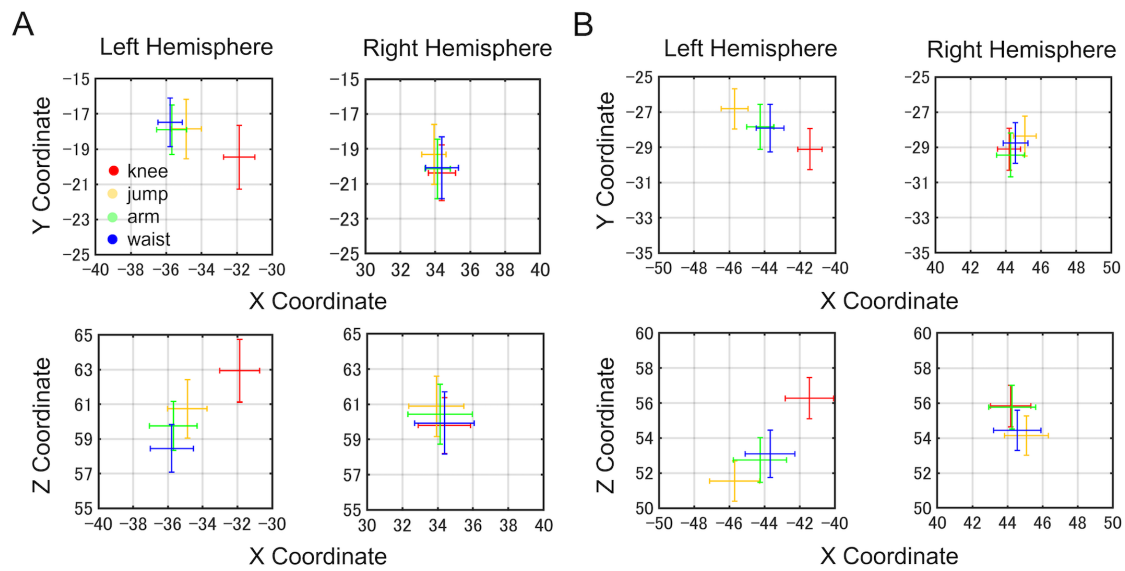 A
B
Left Hemisphere
Right Hemisphere
Left Hemisphere
Right Hemisphere
Y Coordinate
−15
−17
−19
−21
−23
−25
knee
jump
arm
waist
−40 −38 −36 −34 −32 −30
−15
−17
−19
−21
−23
−25
30 32 34 36 38 40
X Coordinate
Y Coordinate
−25
−27
−29
−31
−33
−35
−50 −48 −46 −44 −42 −40
−25
−27
−29
−31
−33
−35
40 42 44 46 48 50
X Coordinate
Z Coordinate
65
63
61
59
57
55
−40 −38 −36 −34 −32 −30
65
63
61
59
57
55
30 32 34 36 38 40
X Coordinate
Z Coordinate
60
58
56
54
52
50
−50 −48 −46 −44 −42 −40
60
58
56
54
52
50
40 42 44 46 48 50
X Coordinate